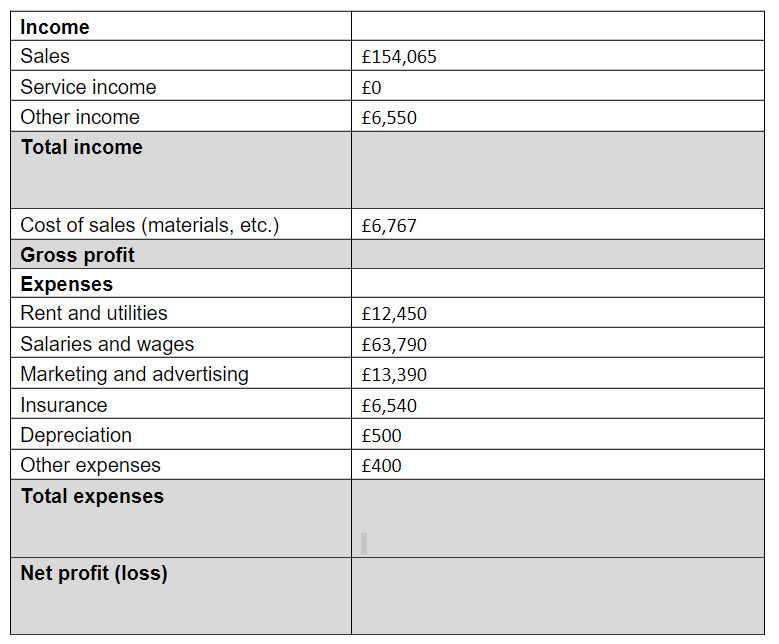 Income
Sales £154,065
Service income £0
Other income £6,550
Total income
Cost of sales (materials, etc.) £6,767
Gross profit
Expenses
Rent and utilities £12,450
Salaries and wages £63,790
Marketing and advertising £13,390
Insurance £6,540
Depreciation £500
Other expenses £400
Total expenses
Net profit (loss)